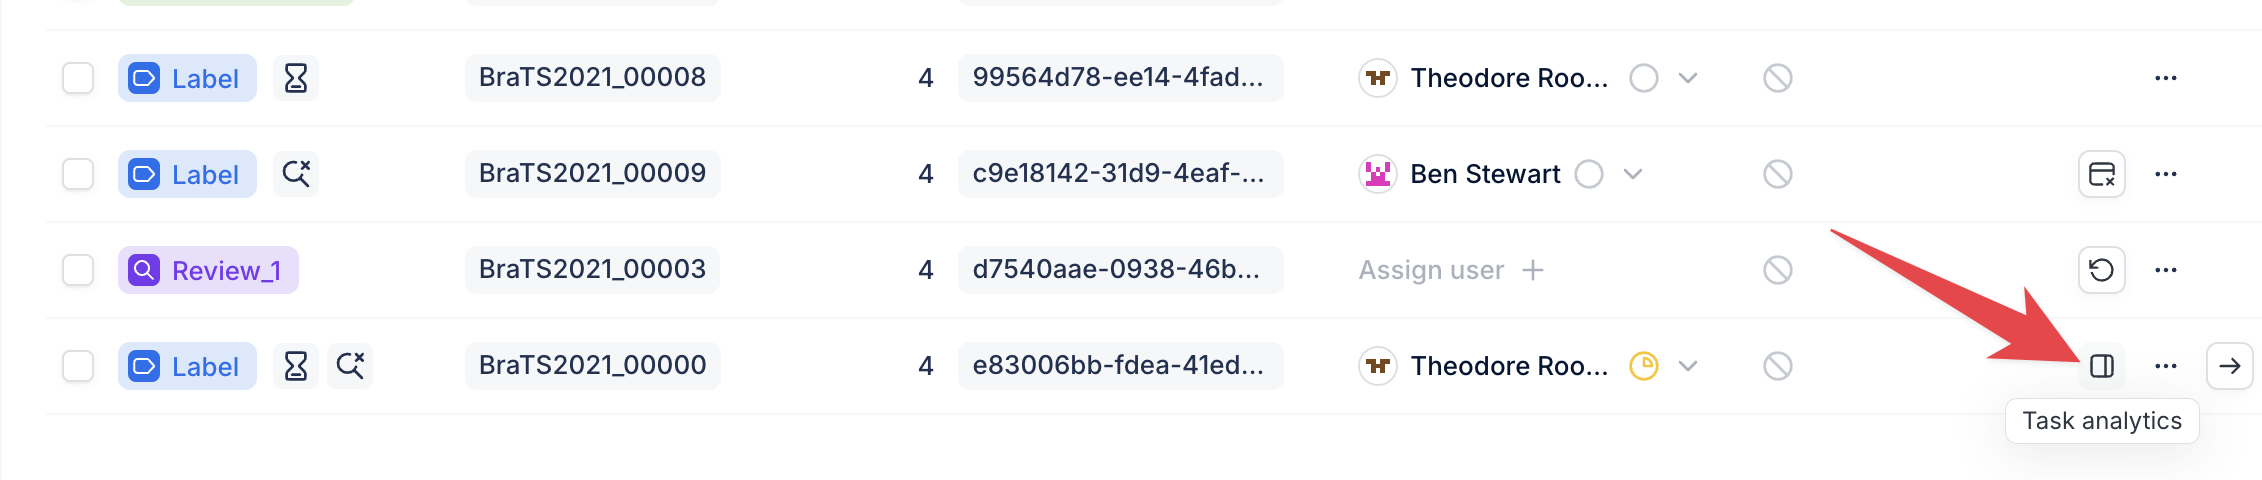 Label BraTS2021_00008 4 99564d78-ee14-4fad... Theodore Roo...
Label BraTS2021_00009 4 c9e18142-31d9-4eaf-... Ben Stewart
Review_1 BraTS2021_00003 4 d7540aae-0938-46b... Assign user
Label BraTS2021_00000 4 e83006bb-fdea-41ed... Theodore Roo...
Task analytics